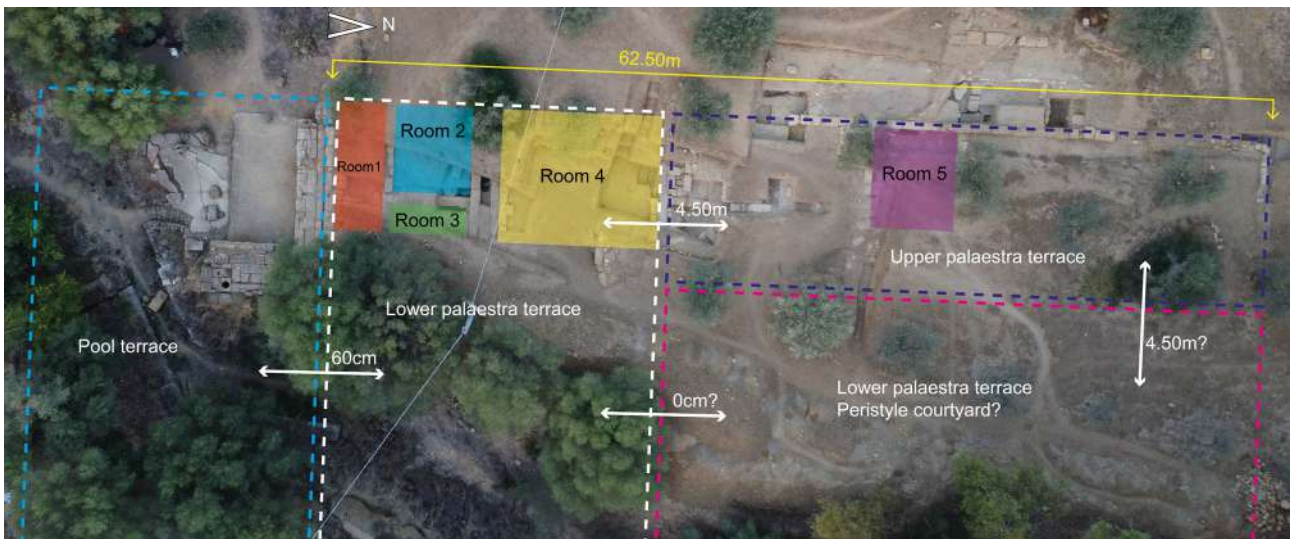 N
62.50m
Room1
Room 2
Room 3
Room 4
4.50m
Room 5
Upper palaestra terrace
Lower palaestra terrace
Pool terrace
60cm
4.50m?
0cm?
Lower palaestra terrace
Peristyle courtyard?